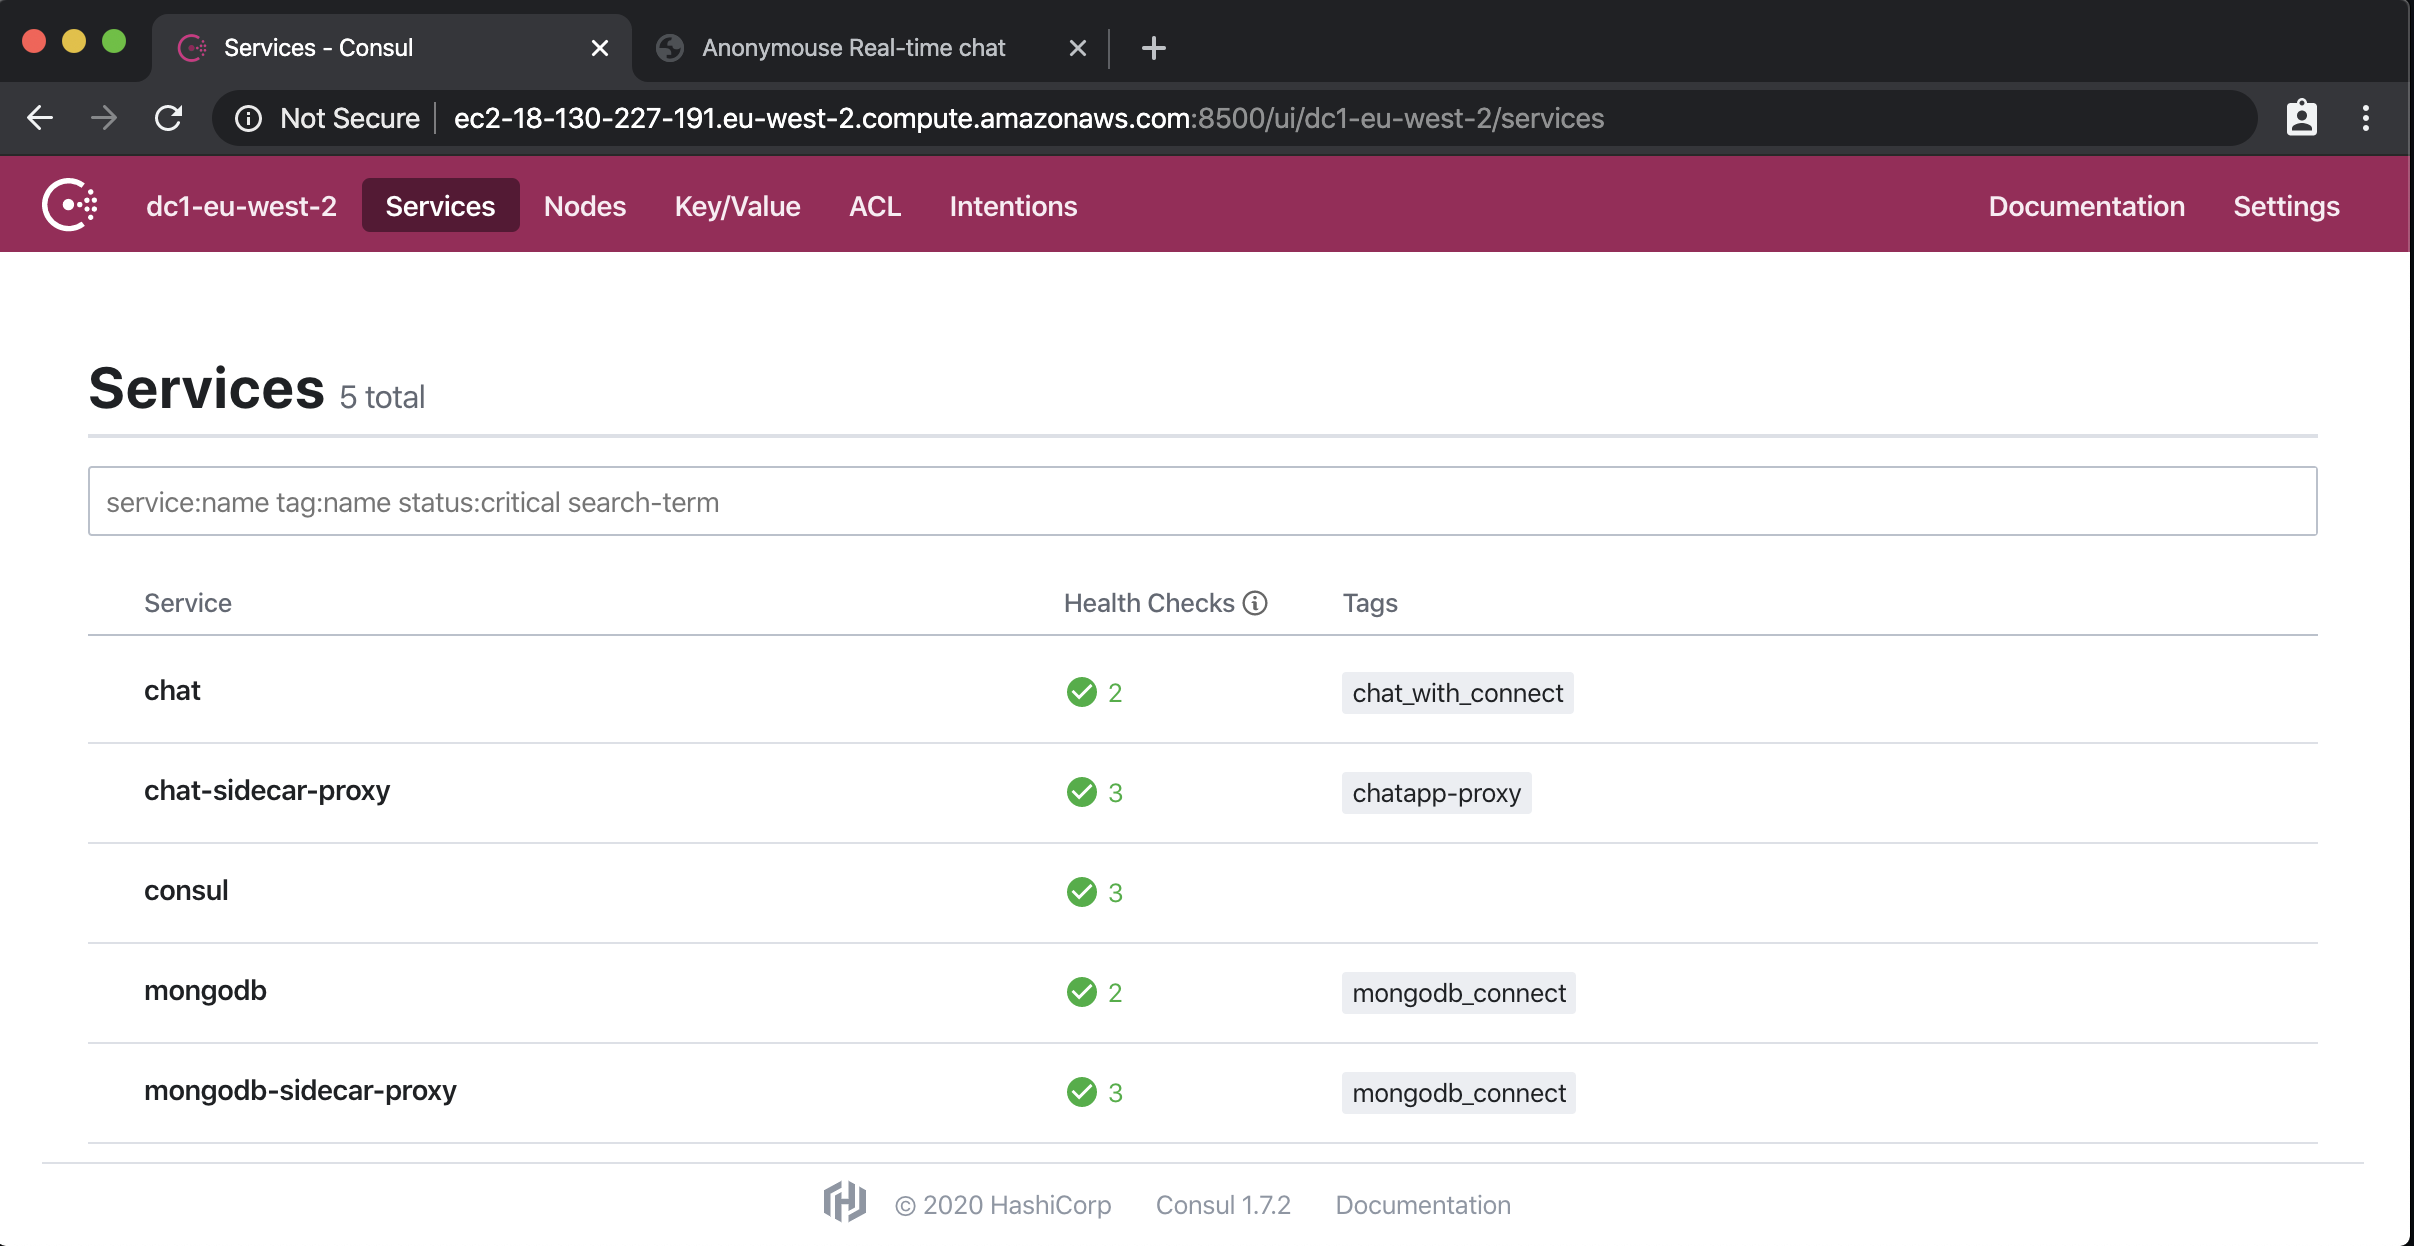 Services - Consul
Anonymouse Real-time chat
Not Secure
ec2-18-130-227-191.eu-west-2.compute.amazonaws.com:8500/ui/dc1-eu-west-2/services
dc1-eu-west-2 Services Nodes Key/Value ACL Intentions Documentation Settings
Services 5 total
service:name tag:name status:critical search-term
Service Health Checks Tags
chat 2 chat_with_connect
chat-sidecar-proxy 3 chatapp-proxy
consul 3
mongodb 2 mongodb_connect
mongodb-sidecar-proxy 3 mongodb_connect
© 2020 HashiCorp Consul 1.7.2 Documentation